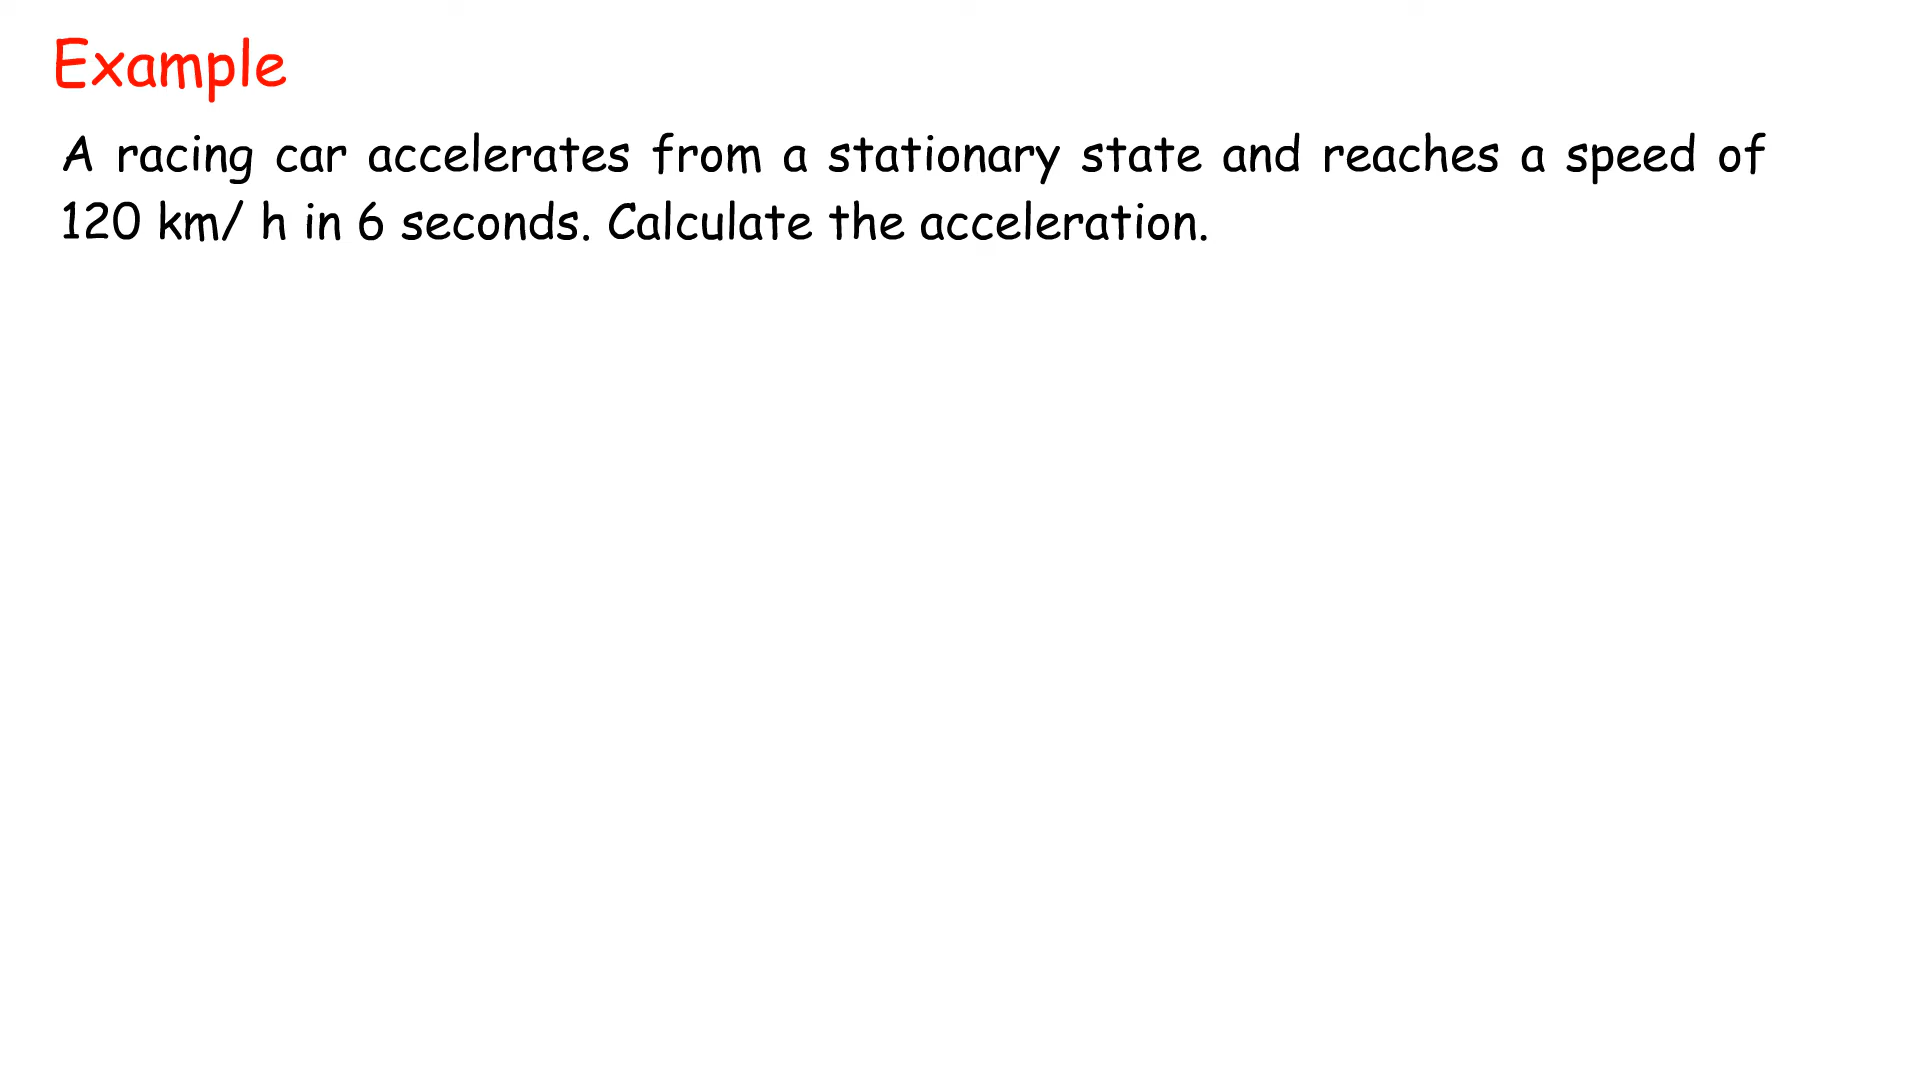 Example
A racing car accelerates from a stationary state and reaches a speed of
120 km/ h in 6 seconds. Calculate the acceleration.